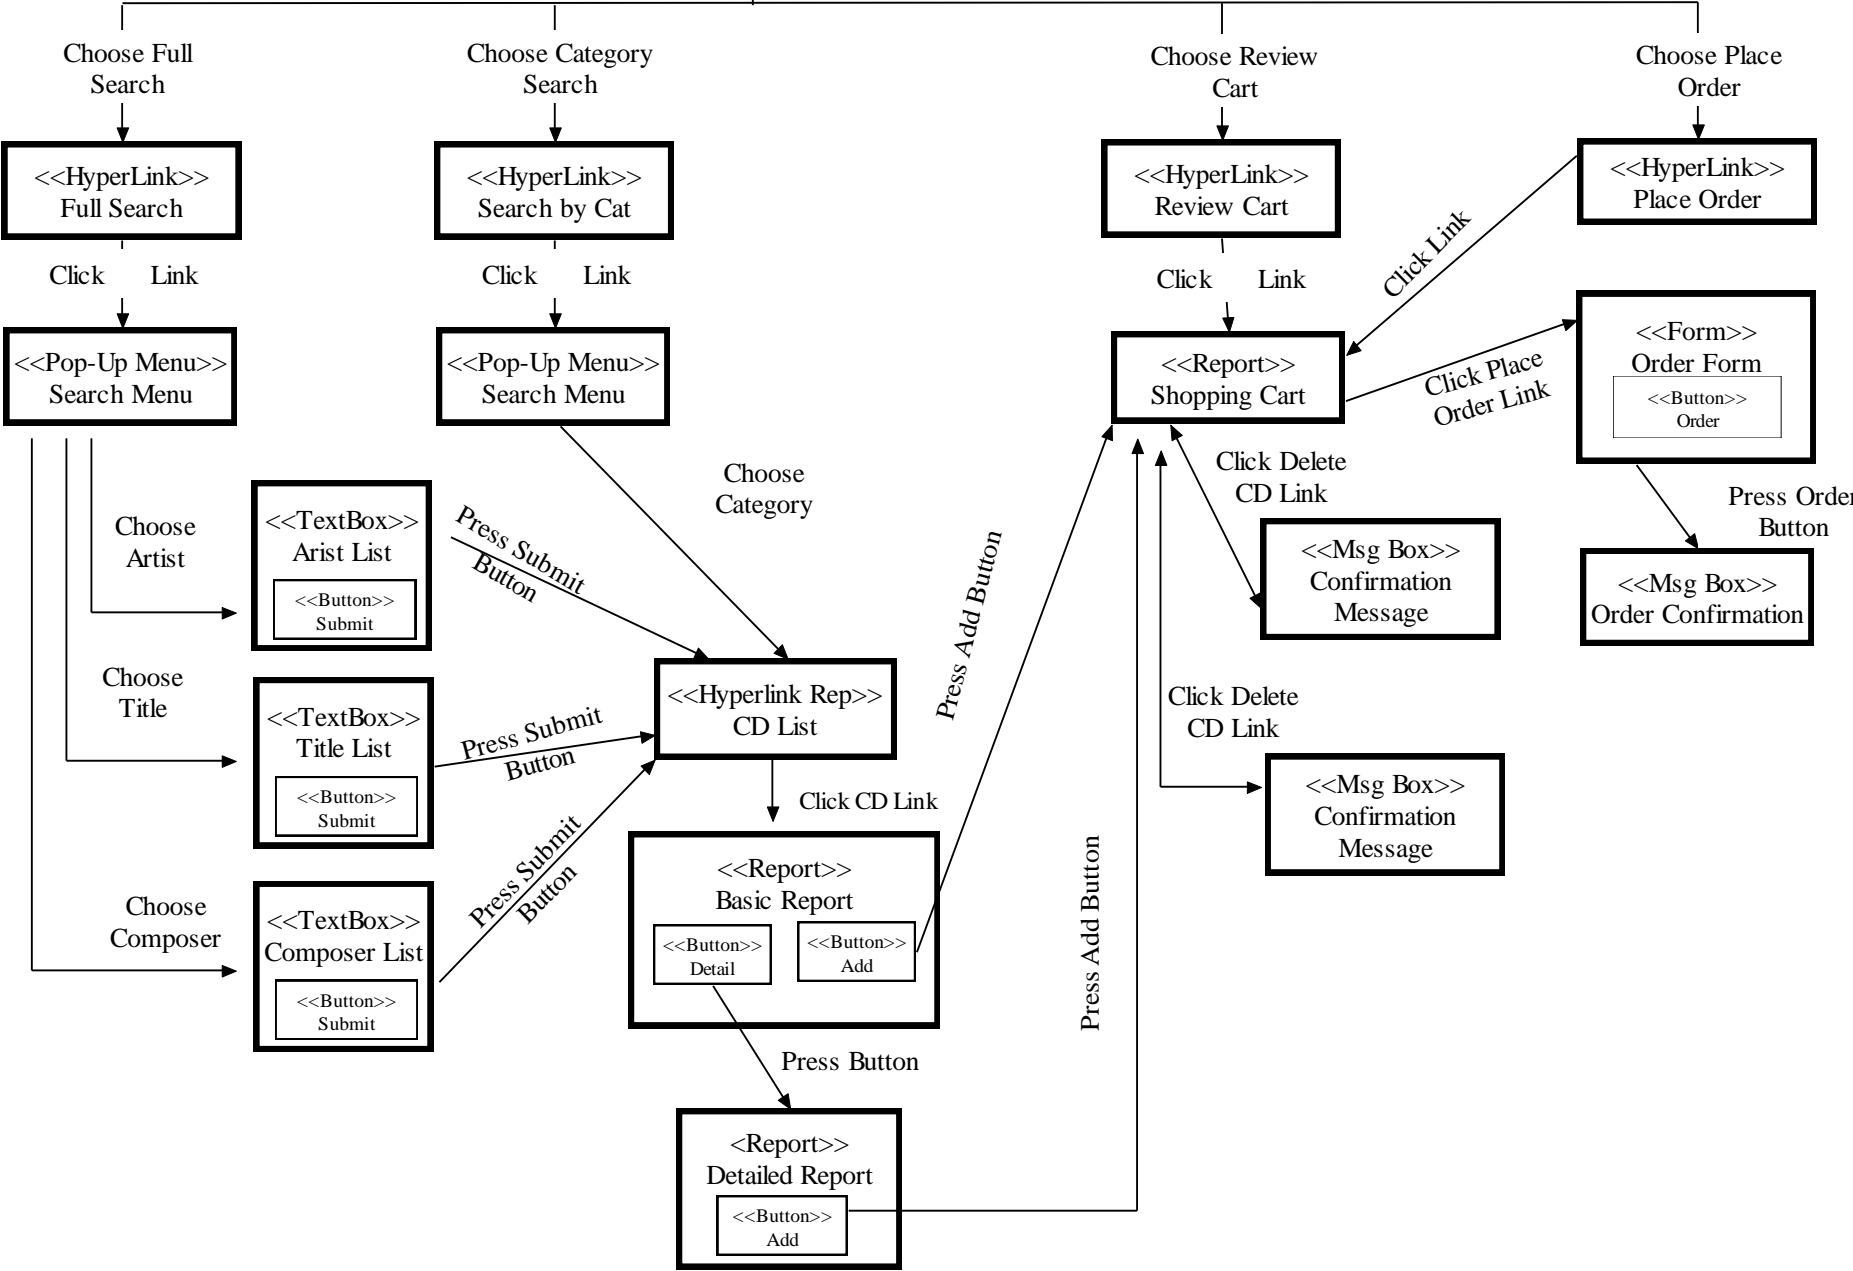 Choose Full
Search
Choose Category
Search
Choose Review
Cart
Choose Place
Order
<<HyperLink>>
Full Search
<<HyperLink>>
Search by Cat
<<HyperLink>>
Review Cart
<<HyperLink>>
Place Order
Click Link
Click Link
Click Link
Click Link
<<Pop-Up Menu>>
Search Menu
<<Pop-Up Menu>>
Search Menu
<<Report>>
Shopping Cart
Click Place
Order Link
<<Form>>
Order Form
<<Button>>
Order
Choose
Artist
<<TextBox>>
Arist List
<<Button>>
Submit
Press Submit
Button
Choose
Category
Click Delete
CD Link
<<Msg Box>>
Confirmation
Message
Press Order
Button
<<Msg Box>>
Order Confirmation
Choose
Title
<<TextBox>>
Title List
<<Button>>
Submit
Press Submit
Button
<<Hyperlink Rep>>
CD List
Press Add Button
Click Delete
CD Link
<<Msg Box>>
Confirmation
Message
Click CD Link
Choose
Composer
<<TextBox>>
Composer List
<<Button>>
Submit
Press Submit
Button
<<Report>>
Basic Report
<<Button>>
Detail
<<Button>>
Add
Press Add Button
Press Button
<Report>>
Detailed Report
<<Button>>
Add